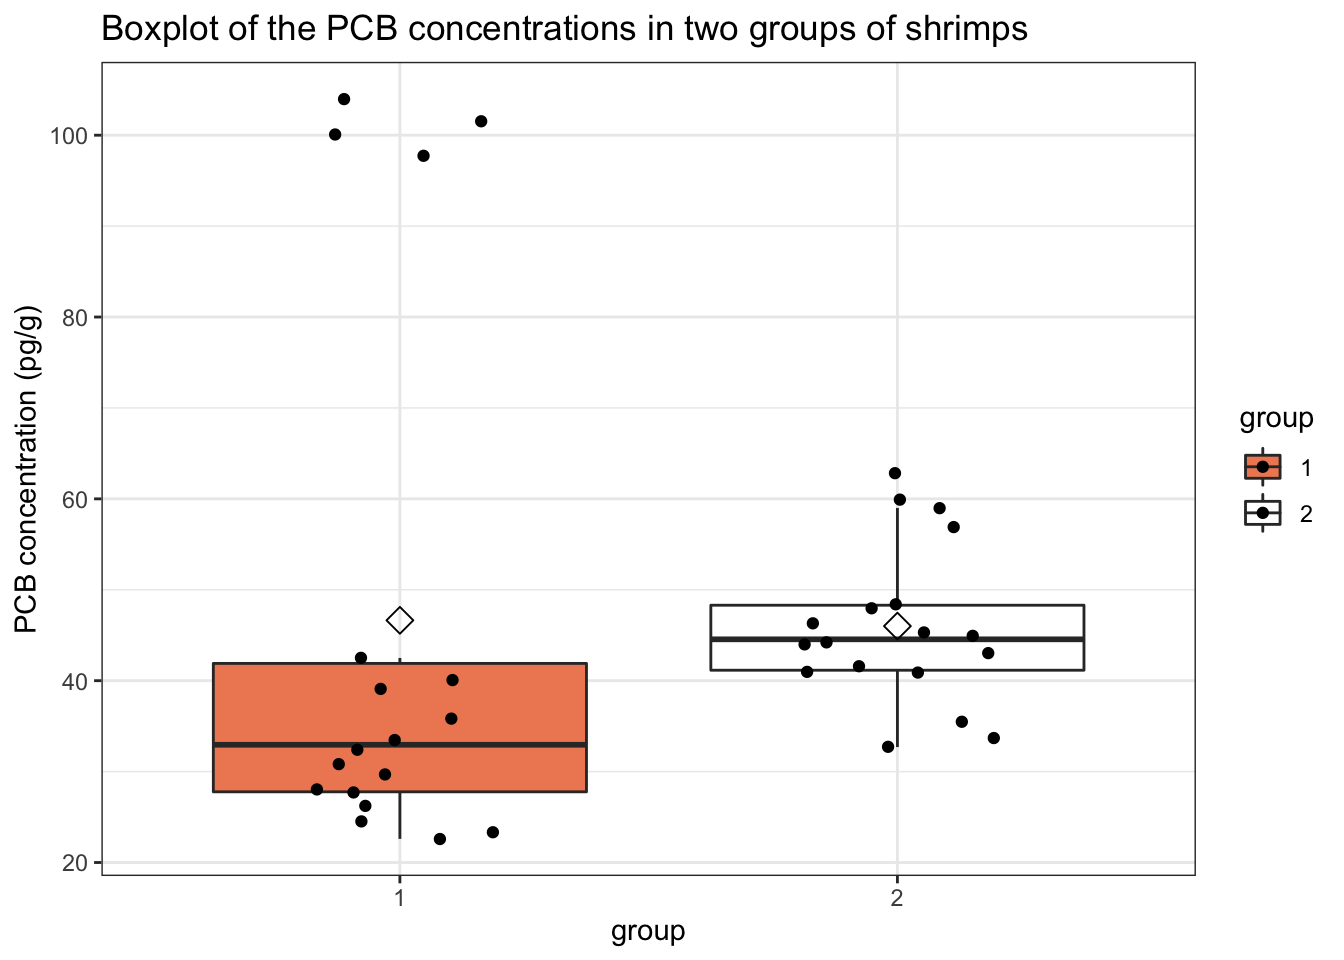 Boxplot of the PCB concentrations in two groups of shrimps
PCB concentration (pg/g)
100
80
60
40
20
1
2
group
group
1
2